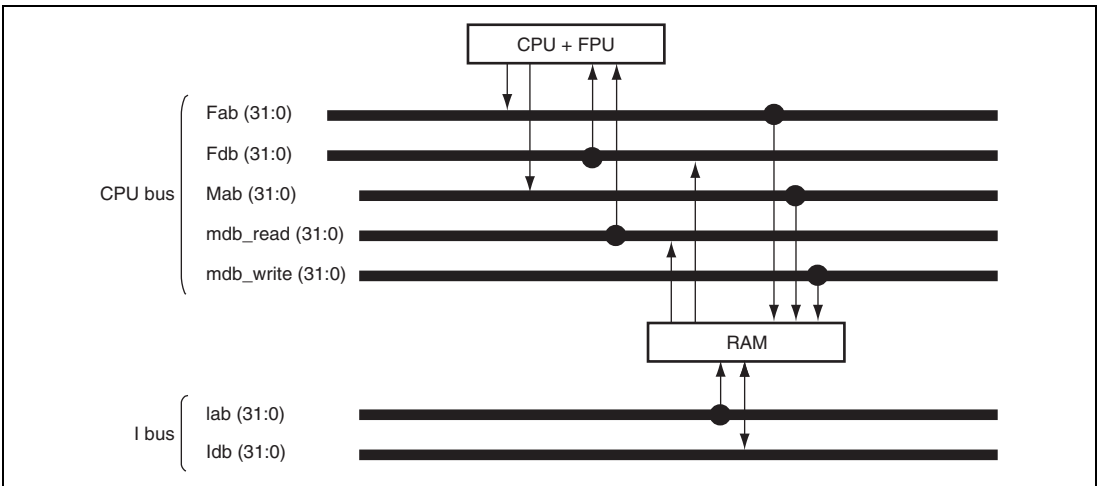 CPU + FPU
Fab (31:0)
Fdb (31:0)
CPU bus
Mab (31:0)
mdb_read (31:0)
mdb_write (31:0)
RAM
Iab (31:0)
I bus
Idb (31:0)